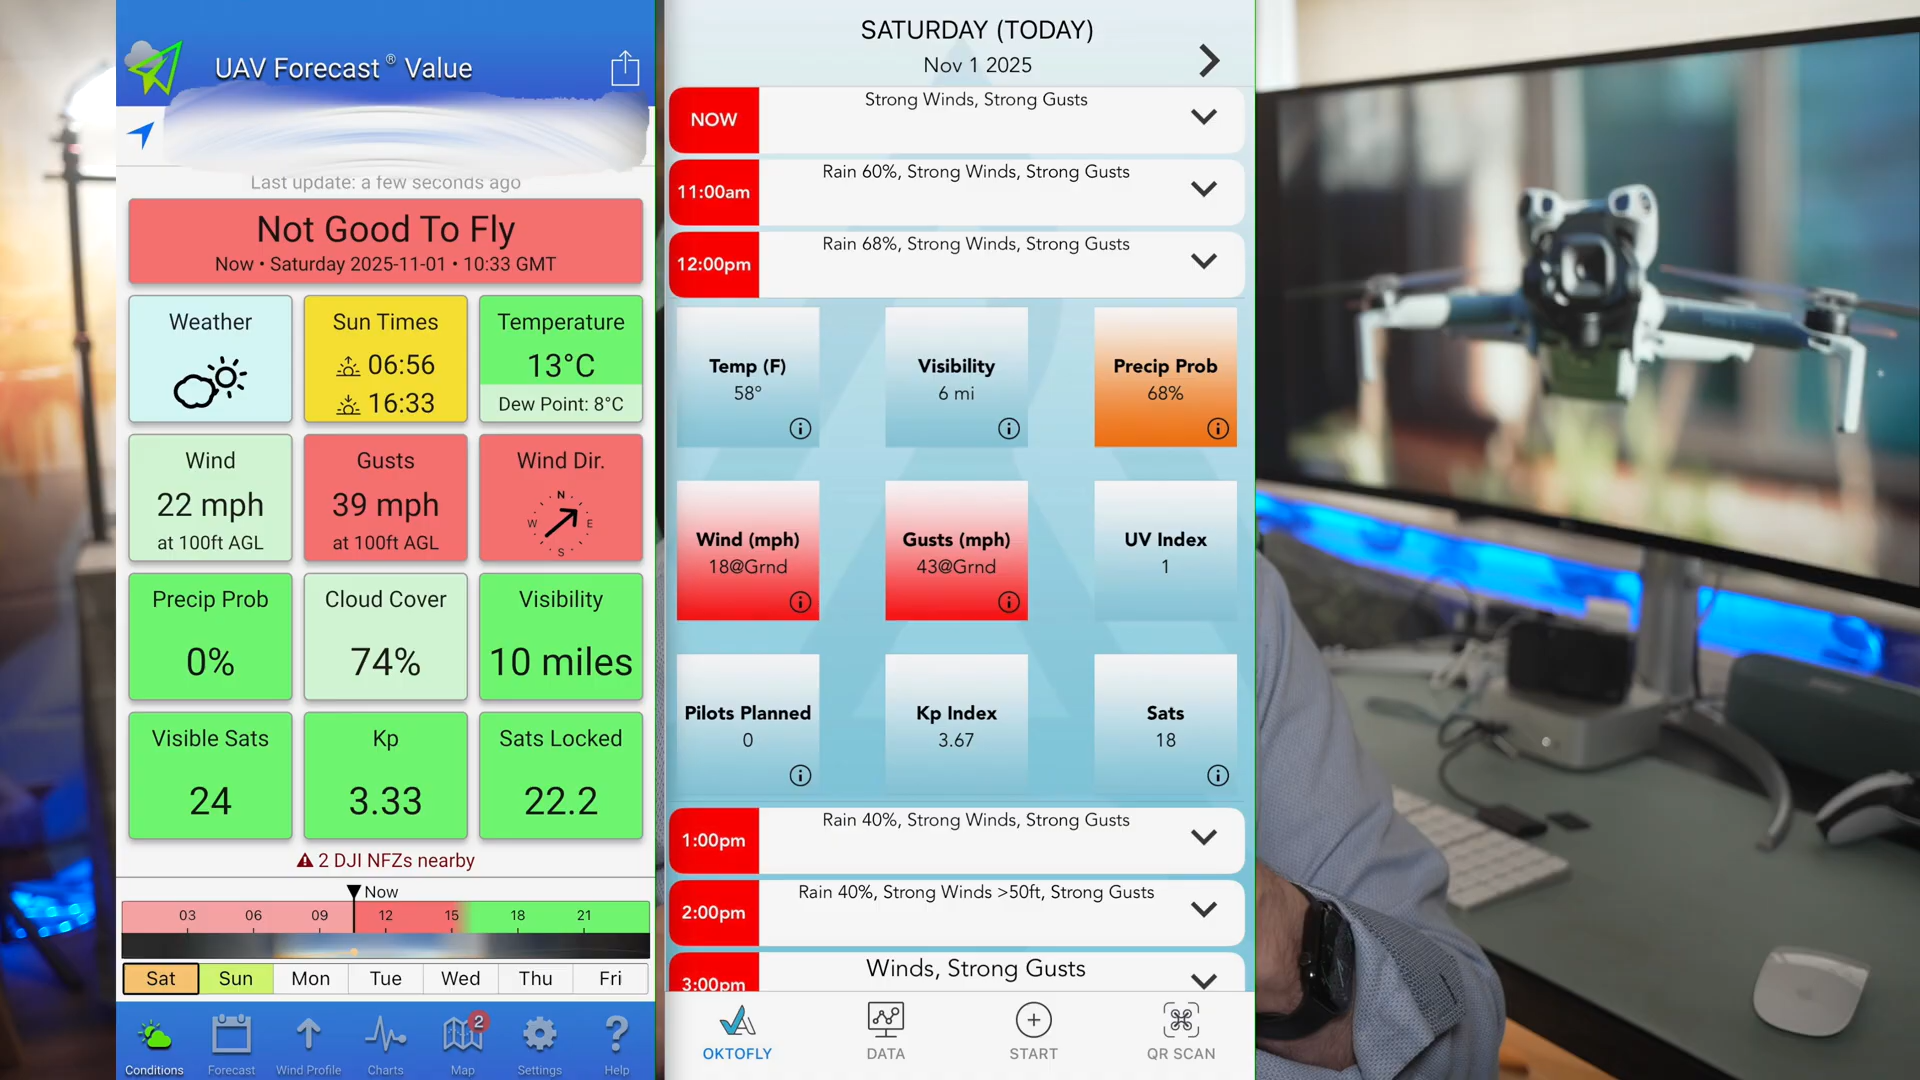 UAV Forecast® Value
Last update: a few seconds ago
Not Good To Fly
Now • Saturday 2025-11-01 • 10:33 GMT
Weather
Sun Times
06:56
16:33
Temperature
13°C
Dew Point: 8°C
Wind
22 mph
at 100ft AGL
Gusts
39 mph
at 100ft AGL
Wind Dir.
N
W E
S
Precip Prob
0%
Cloud Cover
74%
Visibility
10 miles
Visible Sats
24
Kp
3.33
Sats Locked
22.2
2 DJI NFZs nearby
Now
03 06 09 12 15 18 21
Sat Sun Mon Tue Wed Thu Fri
2
Conditions Forecast Wind Profile Charts Map Settings Help
SATURDAY (TODAY)
Nov 1 2025
NOW
Strong Winds, Strong Gusts
11:00am
Rain 60%, Strong Winds, Strong Gusts
12:00pm
Rain 68%, Strong Winds, Strong Gusts
Temp (F)
58°
Visibility
6 mi
Precip Prob
68%
Wind (mph)
18@Grnd
Gusts (mph)
43@Grnd
UV Index
1
Pilots Planned
0
Kp Index
3.67
Sats
18
1:00pm
Rain 40%, Strong Winds, Strong Gusts
2:00pm
Rain 40%, Strong Winds >50ft, Strong Gusts
3:00pm
Winds, Strong Gusts
OKTOFLY DATA START QR SCAN